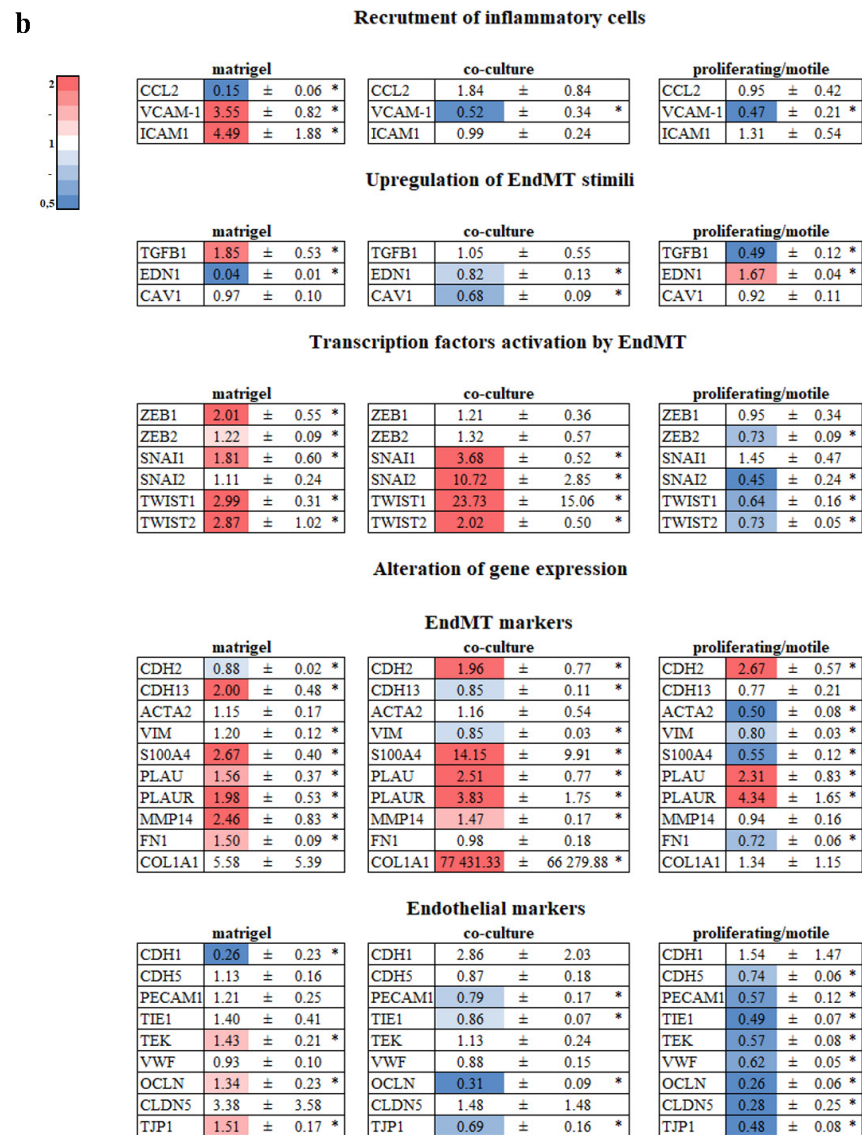 b
Recrutment of inflammatory cells
matrigel co-culture proliferating/motile
2
-
1
-
0,5
CCL2 0.15 ± 0.06 * CCL2 1.84 ± 0.84 CCL2 0.95 ± 0.42
VCAM-1 3.55 ± 0.82 * VCAM-1 0.52 ± 0.34 * VCAM-1 0.47 ± 0.21 *
ICAM1 4.49 ± 1.88 * ICAM1 0.99 ± 0.24 ICAM1 1.31 ± 0.54
Upregulation of EndMT stimili
matrigel co-culture proliferating/motile
TGFB1 1.85 ± 0.53 * TGFB1 1.05 ± 0.55 TGFB1 0.49 ± 0.12 *
EDN1 0.04 ± 0.01 * EDN1 0.82 ± 0.13 * EDN1 1.67 ± 0.04 *
CAV1 0.97 ± 0.10 CAV1 0.68 ± 0.09 * CAV1 0.92 ± 0.11
Transcription factors activation by EndMT
matrigel co-culture proliferating/motile
ZEB1 2.01 ± 0.55 * ZEB1 1.21 ± 0.36 ZEB1 0.95 ± 0.34
ZEB2 1.22 ± 0.09 * ZEB2 1.32 ± 0.57 ZEB2 0.73 ± 0.09 *
SNAI1 1.81 ± 0.60 * SNAI1 3.68 ± 0.52 * SNAI1 1.45 ± 0.47
SNAI2 1.11 ± 0.24 SNAI2 10.72 ± 2.85 * SNAI2 0.45 ± 0.24 *
TWIST1 2.99 ± 0.31 * TWIST1 23.73 ± 15.06 * TWIST1 0.64 ± 0.16 *
TWIST2 2.87 ± 1.02 * TWIST2 2.02 ± 0.50 * TWIST2 0.73 ± 0.05 *
Alteration of gene expression
EndMT markers
matrigel co-culture proliferating/motile
CDH2 0.88 ± 0.02 * CDH2 1.96 ± 0.77 * CDH2 2.67 ± 0.57 *
CDH13 2.00 ± 0.48 * CDH13 0.85 ± 0.11 * CDH13 0.77 ± 0.21
ACTA2 1.15 ± 0.17 ACTA2 1.16 ± 0.54 ACTA2 0.50 ± 0.08 *
VIM 1.20 ± 0.12 * VIM 0.85 ± 0.03 * VIM 0.80 ± 0.03 *
S100A4 2.67 ± 0.40 * S100A4 14.15 ± 9.91 * S100A4 0.55 ± 0.12 *
PLAU 1.56 ± 0.37 * PLAU 2.51 ± 0.77 * PLAU 2.31 ± 0.83 *
PLAUR 1.98 ± 0.53 * PLAUR 3.83 ± 1.75 * PLAUR 4.34 ± 1.65 *
MMP14 2.46 ± 0.83 * MMP14 1.47 ± 0.17 * MMP14 0.94 ± 0.16
FN1 1.50 ± 0.09 * FN1 0.98 ± 0.18 FN1 0.72 ± 0.06 *
COL1A1 5.58 ± 5.39 COL1A1 77 431.33 ± 66 279.88 * COL1A1 1.34 ± 1.15
Endothelial markers
matrigel co-culture proliferating/motile
CDH1 0.26 ± 0.23 * CDH1 2.86 ± 2.03 CDH1 1.54 ± 1.47
CDH5 1.13 ± 0.16 CDH5 0.87 ± 0.18 CDH5 0.74 ± 0.06 *
PECAM1 1.21 ± 0.25 PECAM1 0.79 ± 0.17 * PECAM1 0.57 ± 0.12 *
TIE1 1.40 ± 0.41 TIE1 0.86 ± 0.07 * TIE1 0.49 ± 0.07 *
TEK 1.43 ± 0.21 * TEK 1.13 ± 0.24 TEK 0.57 ± 0.08 *
VWF 0.93 ± 0.10 VWF 0.88 ± 0.15 VWF 0.62 ± 0.05 *
OCLN 1.34 ± 0.23 * OCLN 0.31 ± 0.09 * OCLN 0.26 ± 0.06 *
CLDN5 3.38 ± 3.58 CLDN5 1.48 ± 1.48 CLDN5 0.28 ± 0.25 *
TJP1 1.51 ± 0.17 * TJP1 0.69 ± 0.16 * TJP1 0.48 ± 0.08 *